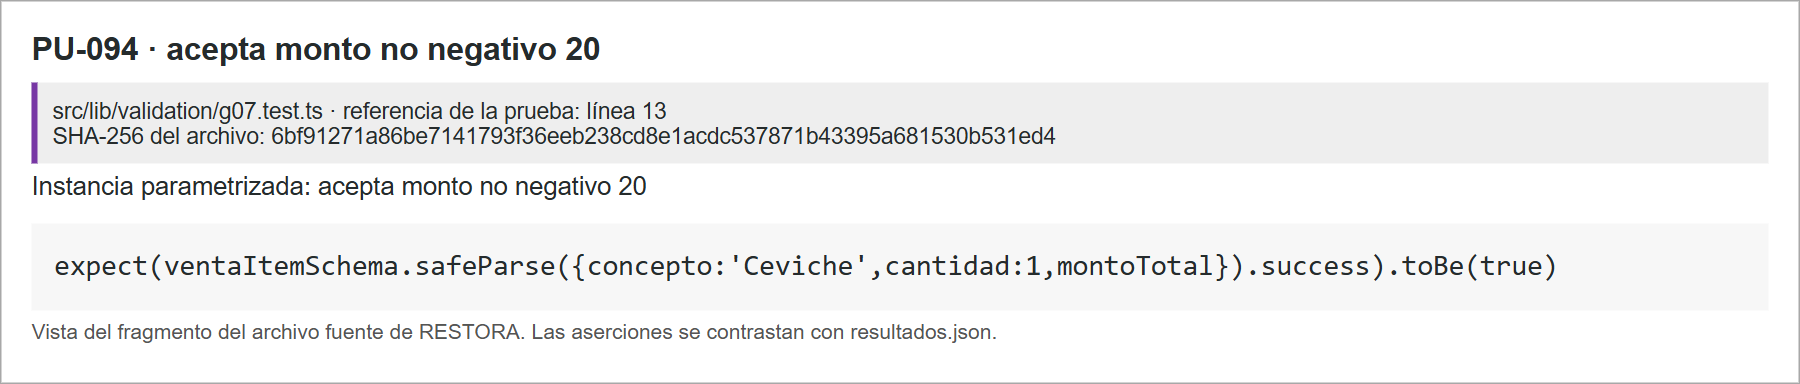 PU-094 · acepta monto no negativo 20
src/lib/validation/g07.test.ts · referencia de la prueba: línea 13
SHA-256 del archivo: 6bf91271a86be7141793f36eeb238cd8e1acdc537871b43395a681530b531ed4
Instancia parametrizada: acepta monto no negativo 20
expect(ventaItemSchema.safeParse({concepto:'Ceviche',cantidad:1,montoTotal}).success).toBe(true)
Vista del fragmento del archivo fuente de RESTORA. Las aserciones se contrastan con resultados.json.